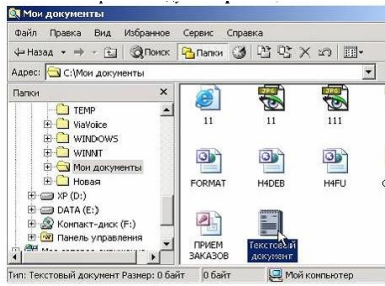 Мои документы
Файл Правка Вид Избранное Сервис Справка
Назад Поиск Папки
Адрес: C:\Мои документы
Папки
TEMP
ViaVoice
WINDOWS
WINNT
Мои документы
Новая
XP (D:)
DATA (E:)
Компакт-диск (F:)
Панель управления
11 11 111
FORMAT H4DEB H4FU
ПРИЕМ ЗАКАЗОВ
Текстовый документ
Тип: Текстовый документ Размер: 0 байт 0 байт Мой компьютер